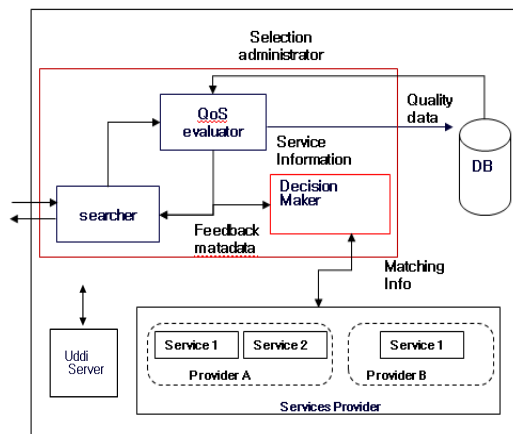 Selection
administrator
QoS
evaluator
Quality
data
Service
Information
DB
Decision
Maker
searcher
Feedback
matadata
Matching
Info
Uddi
Server
Service 1
Service 2
Provider A
Service 1
Provider B
Services Provider